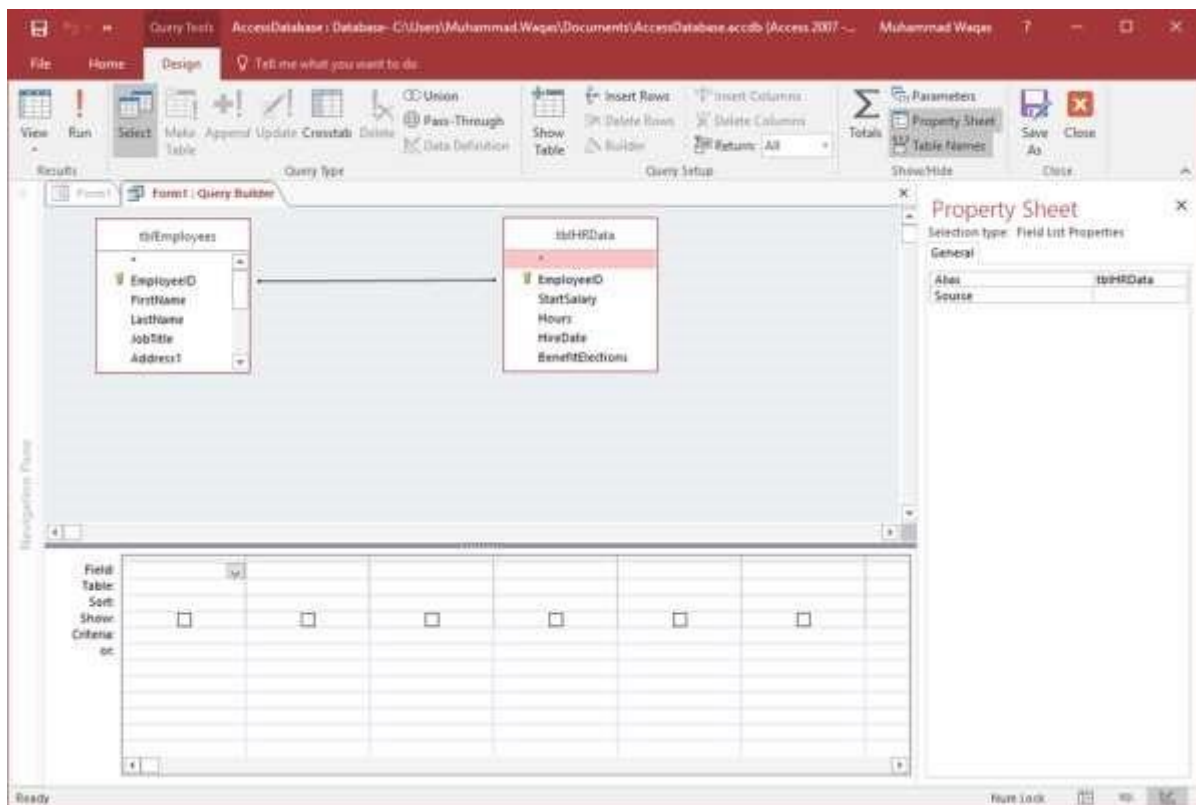 Query Tools AccessDatabase : Database- C:\Users\Muhammad.Waqas\Documents\AccessDatabase.accdb (Access 2007 -... Muhammad Waqas ?
File Home Design Tell me what you want to do
View Run Select Make Table Append Update Crosstab Delete
Union
Pass-Through
Data Definition
Show Table
Insert Rows
Delete Rows
Builder
Insert Columns
Delete Columns
Return: All
Totals
Parameters
Property Sheet
Table Names
Save As Close
Results Query Type Query Setup Show/Hide Close
Form1 Form1 : Query Builder
tblEmployees
*
EmployeeID
FirstName
LastName
JobTitle
Address1
tblHRData
*
EmployeeID
StartSalary
Hours
HireDate
BenefitElections
Property Sheet
Selection type: Field List Properties
General
Alias tblHRData
Source
Navigation Pane
Field:
Table:
Sort:
Show:
Criteria:
or:
Ready
Num Lock
SQL